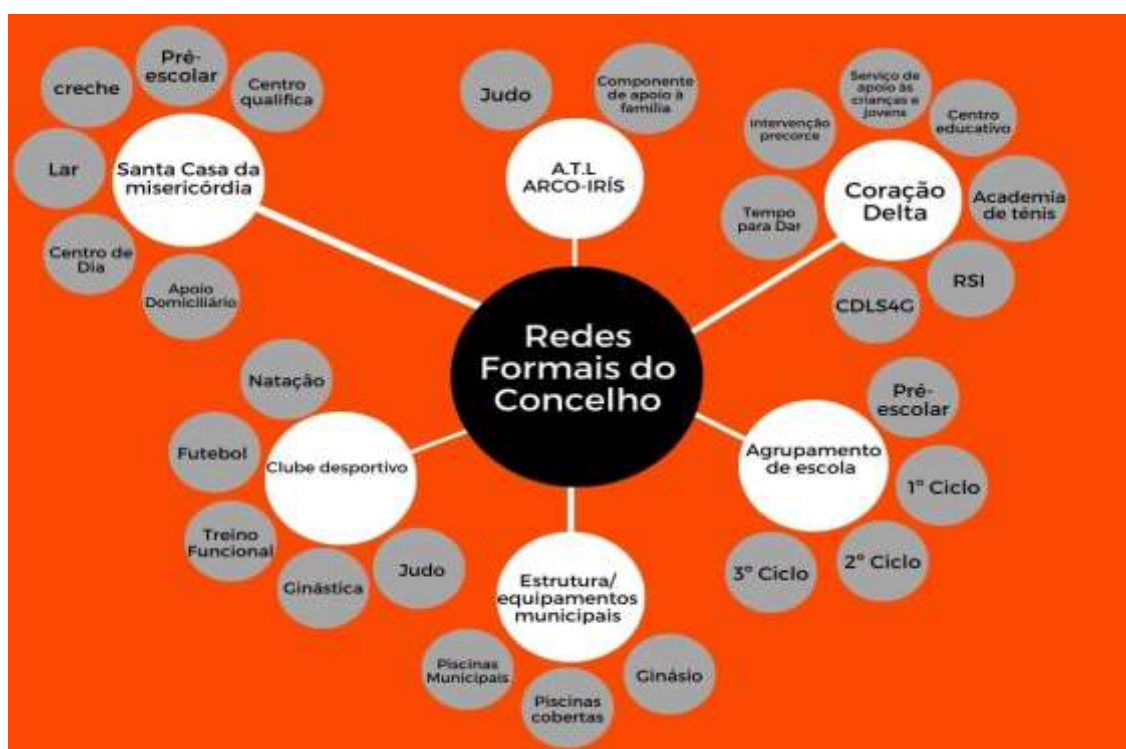 Redes
Formais do
Concelho
Santa Casa da
misericórdia
creche
Pré-
escolar
Centro
qualifica
Lar
Centro de
Dia
Apoio
Domiciliário
A.T.L
ARCO-IRÍS
Judo
Componente
de apoio à
família
Coração
Delta
Serviço de
apoio às
crianças e
jovens
Intervenção
precorce
Centro
educativo
Tempo
para Dar
Academia
de ténis
RSI
CDLS4G
Clube desportivo
Natação
Futebol
Treino
Funcional
Ginástica
Judo
Estrutura/
equipamentos
municipais
Piscinas
Municipais
Piscinas
cobertas
Ginásio
Agrupamento
de escola
Pré-
escolar
1º Ciclo
2º Ciclo
3º Ciclo